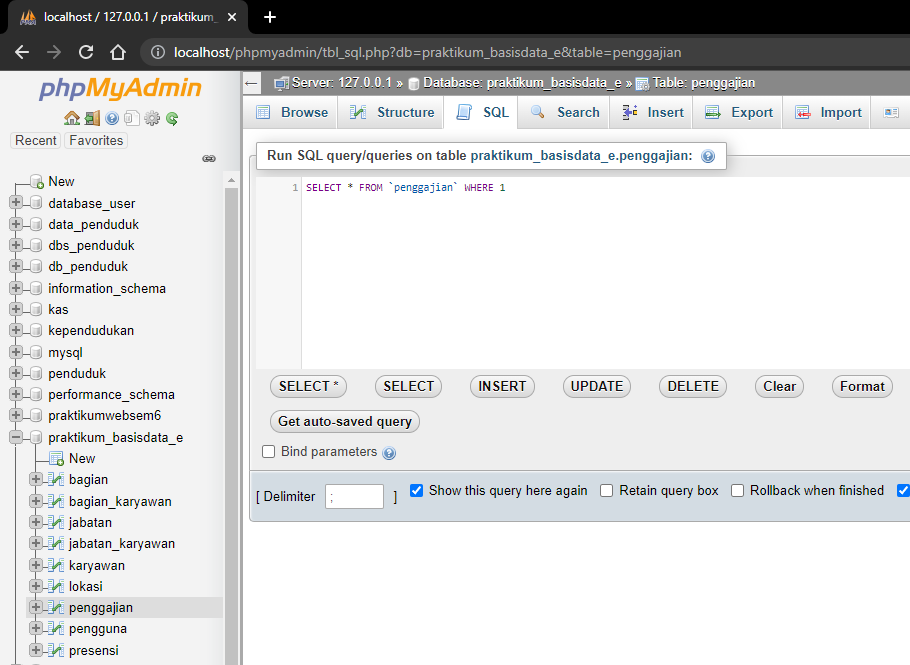 localhost / 127.0.0.1 / praktikum_
localhost/phpmyadmin/tbl_sql.php?db=praktikum_basisdata_e&table=penggajian
phpMyAdmin
Recent Favorites
New
database_user
data_penduduk
dbs_penduduk
db_penduduk
information_schema
kas
kependudukan
mysql
penduduk
performance_schema
praktikumwebsem6
praktikum_basisdata_e
New
bagian
bagian_karyawan
jabatan
jabatan_karyawan
karyawan
lokasi
penggajian
pengguna
presensi
Server: 127.0.0.1 » Database: praktikum_basisdata_e » Table: penggajian
Browse Structure SQL Search Insert Export Import
Run SQL query/queries on table praktikum_basisdata_e.penggajian:
1 SELECT * FROM `penggajian` WHERE 1
SELECT * SELECT INSERT UPDATE DELETE Clear Format
Get auto-saved query
Bind parameters
[ Delimiter ; ] Show this query here again Retain query box Rollback when finished